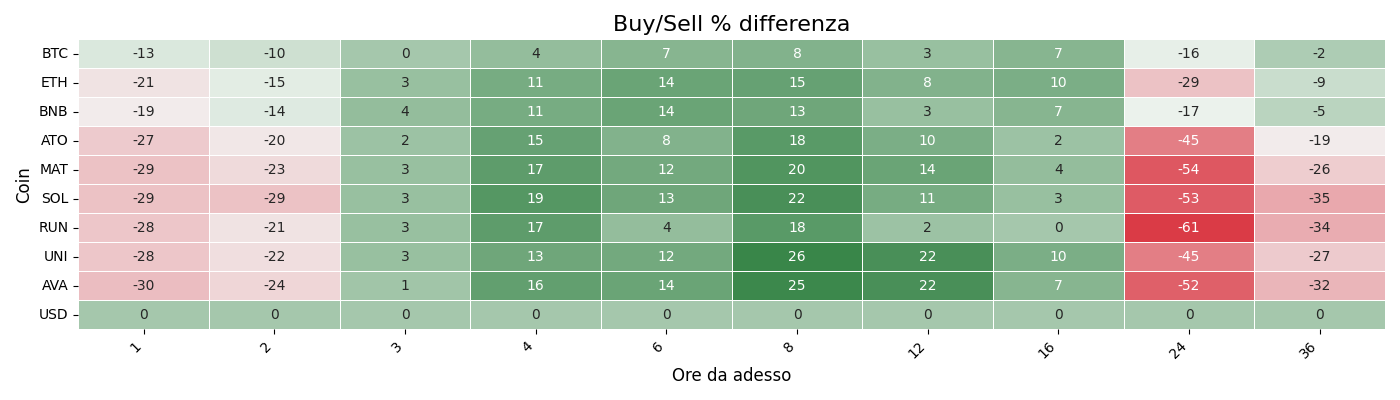 Buy/Sell % differenza
Coin
BTC -13 -10 0 4 7 8 3 7 -16 -2
ETH -21 -15 3 11 14 15 8 10 -29 -9
BNB -19 -14 4 11 14 13 3 7 -17 -5
ATO -27 -20 2 15 8 18 10 2 -45 -19
MAT -29 -23 3 17 12 20 14 4 -54 -26
SOL -29 -29 3 19 13 22 11 3 -53 -35
RUN -28 -21 3 17 4 18 2 0 -61 -34
UNI -28 -22 3 13 12 26 22 10 -45 -27
AVA -30 -24 1 16 14 25 22 7 -52 -32
USD 0 0 0 0 0 0 0 0 0 0
1 2 3 4 6 8 12 16 24 36
Ore da adesso